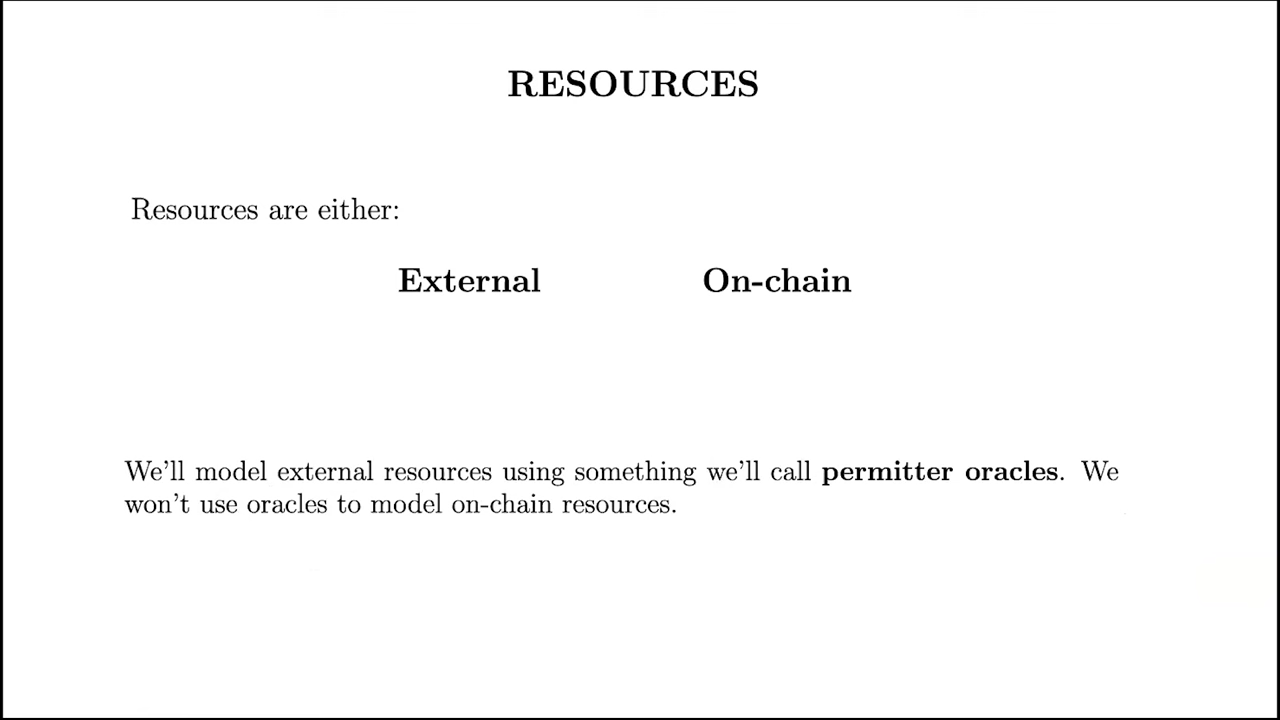 RESOURCES
Resources are either:
External On-chain
We'll model external resources using something we'll call permitter oracles. We
won't use oracles to model on-chain resources.